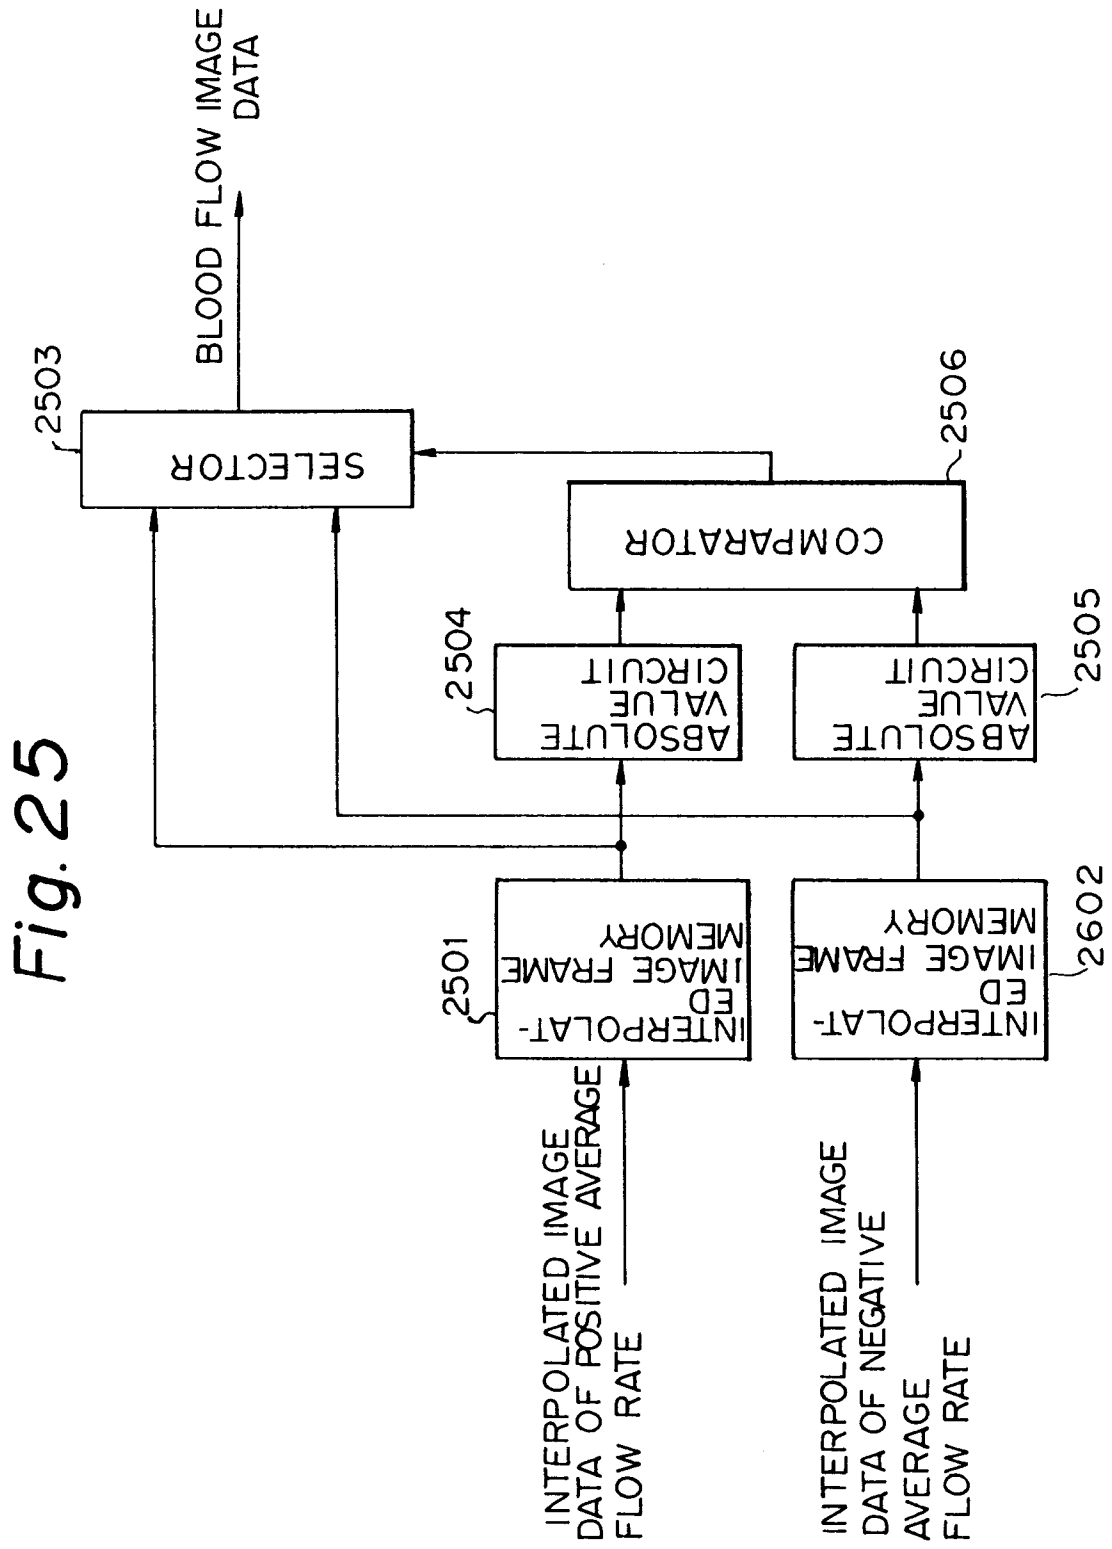 Fig. 25
INTERPOLATED IMAGE
DATA OF POSITIVE AVERAGE
FLOW RATE
2501
INTERPOLAT-
ED
IMAGE FRAME
MEMORY
2504
ABSOLUTE
VALUE
CIRCUIT
2503
SELECTOR
BLOOD FLOW IMAGE
DATA
INTERPOLATED IMAGE
DATA OF NEGATIVE
AVERAGE
FLOW RATE
INTERPOLAT-
ED
IMAGE FRAME
MEMORY
2602
ABSOLUTE
VALUE
CIRCUIT
2505
COMPARATOR
2506